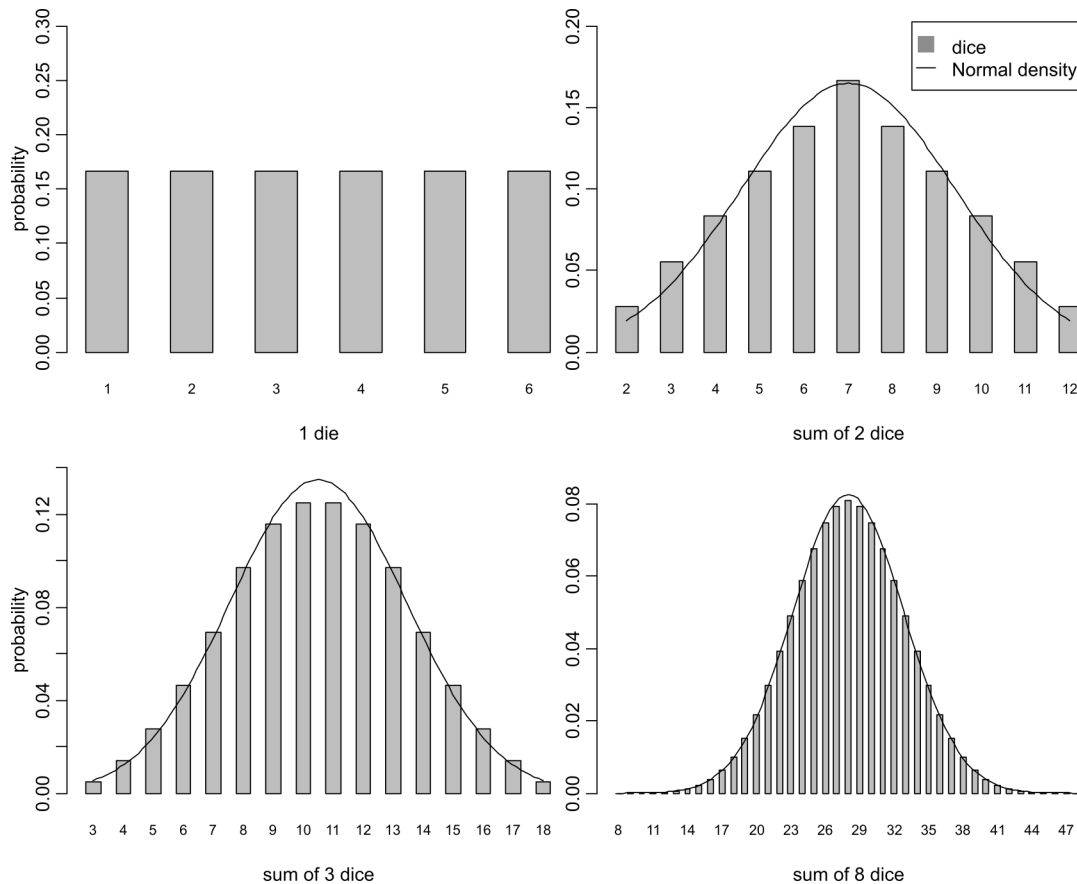 probability
0.30
0.25
0.20
0.15
0.10
0.05
0.00
1 2 3 4 5 6
1 die
0.20
0.15
0.10
0.05
0.00
dice
Normal density
2 3 4 5 6 7 8 9 10 11 12
sum of 2 dice
probability
0.12
0.08
0.04
0.00
3 4 5 6 7 8 9 10 11 12 13 14 15 16 17 18
sum of 3 dice
0.08
0.06
0.04
0.02
0.00
8 11 14 17 20 23 26 29 32 35 38 41 44 47
sum of 8 dice